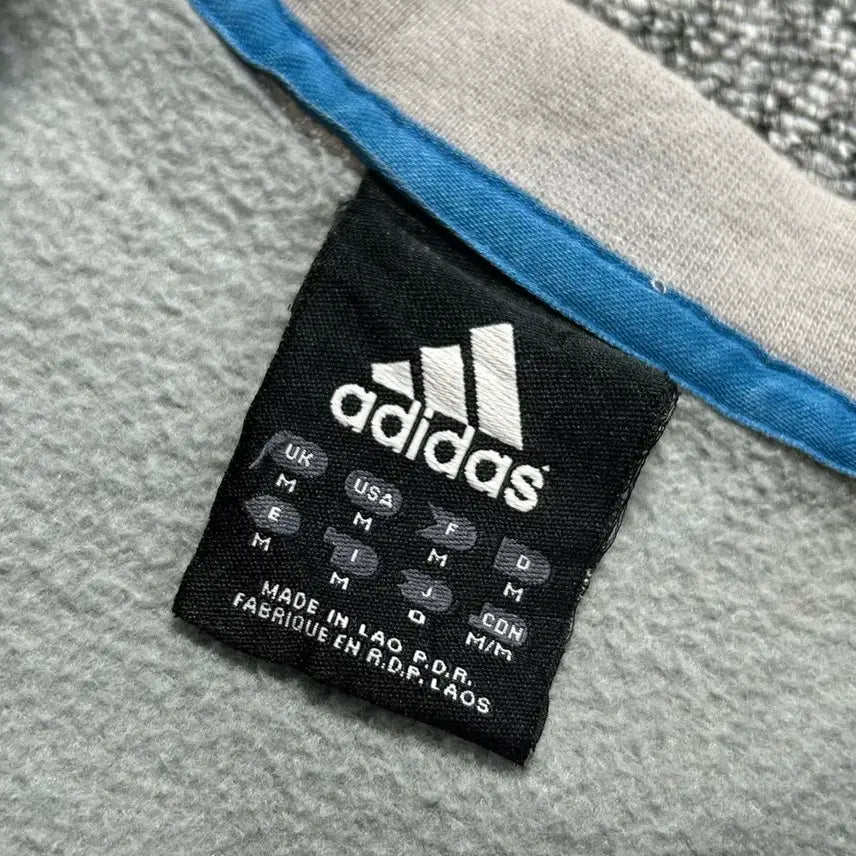 adidas
UK USA F D
M M M M
E I J CDN
M M O M/M
MADE IN LAO P.D.R.
FABRIQUE EN R.D.P. LAOS